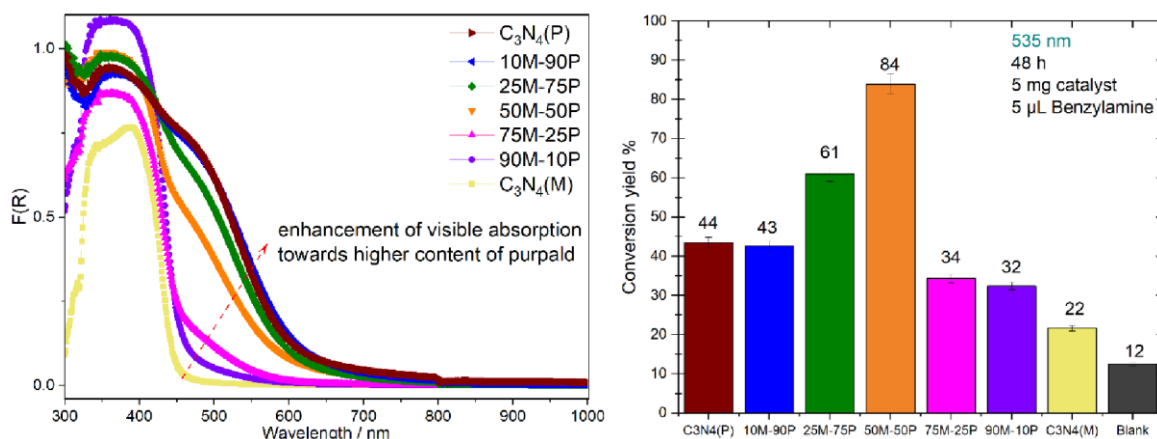 F(R)
1.0
0.5
0.0
300 400 500 600 700 800 900 1000
Wavelength / nm
C₃N₄(P)
10M-90P
25M-75P
50M-50P
75M-25P
90M-10P
C₃N₄(M)
enhancement of visible absorption
towards higher content of purpald
Conversion yield %
100
90
80
70
60
50
40
30
20
10
0
535 nm
48 h
5 mg catalyst
5 µL Benzylamine
44 43 61 84 34 32 22 12
C3N4(P) 10M-90P 25M-75P 50M-50P 75M-25P 90M-10P C3N4(M) Blank